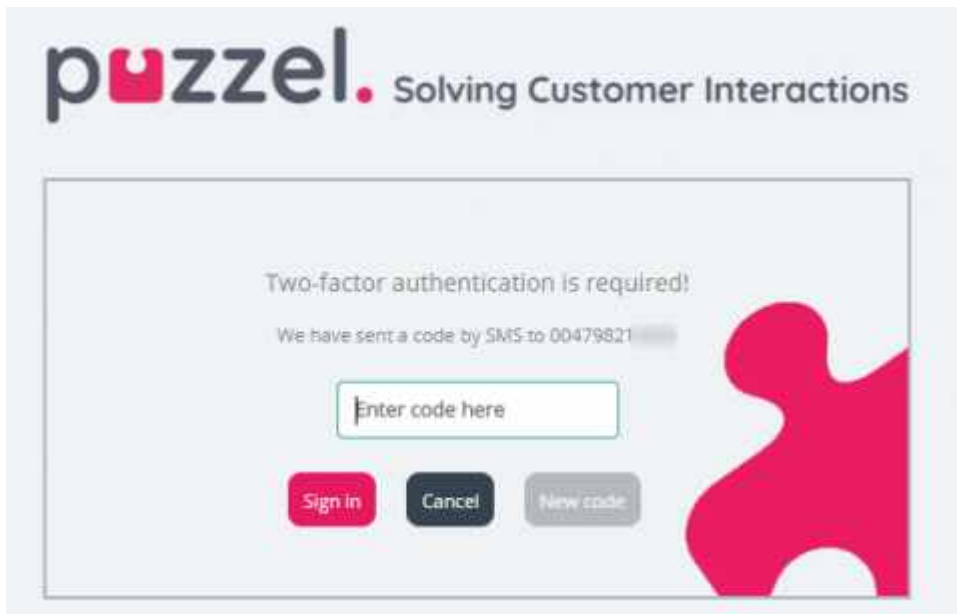 puzzel. Solving Customer Interactions
Two-factor authentication is required!
We have sent a code by SMS to 00479821
Enter code here
Sign in
Cancel
New code